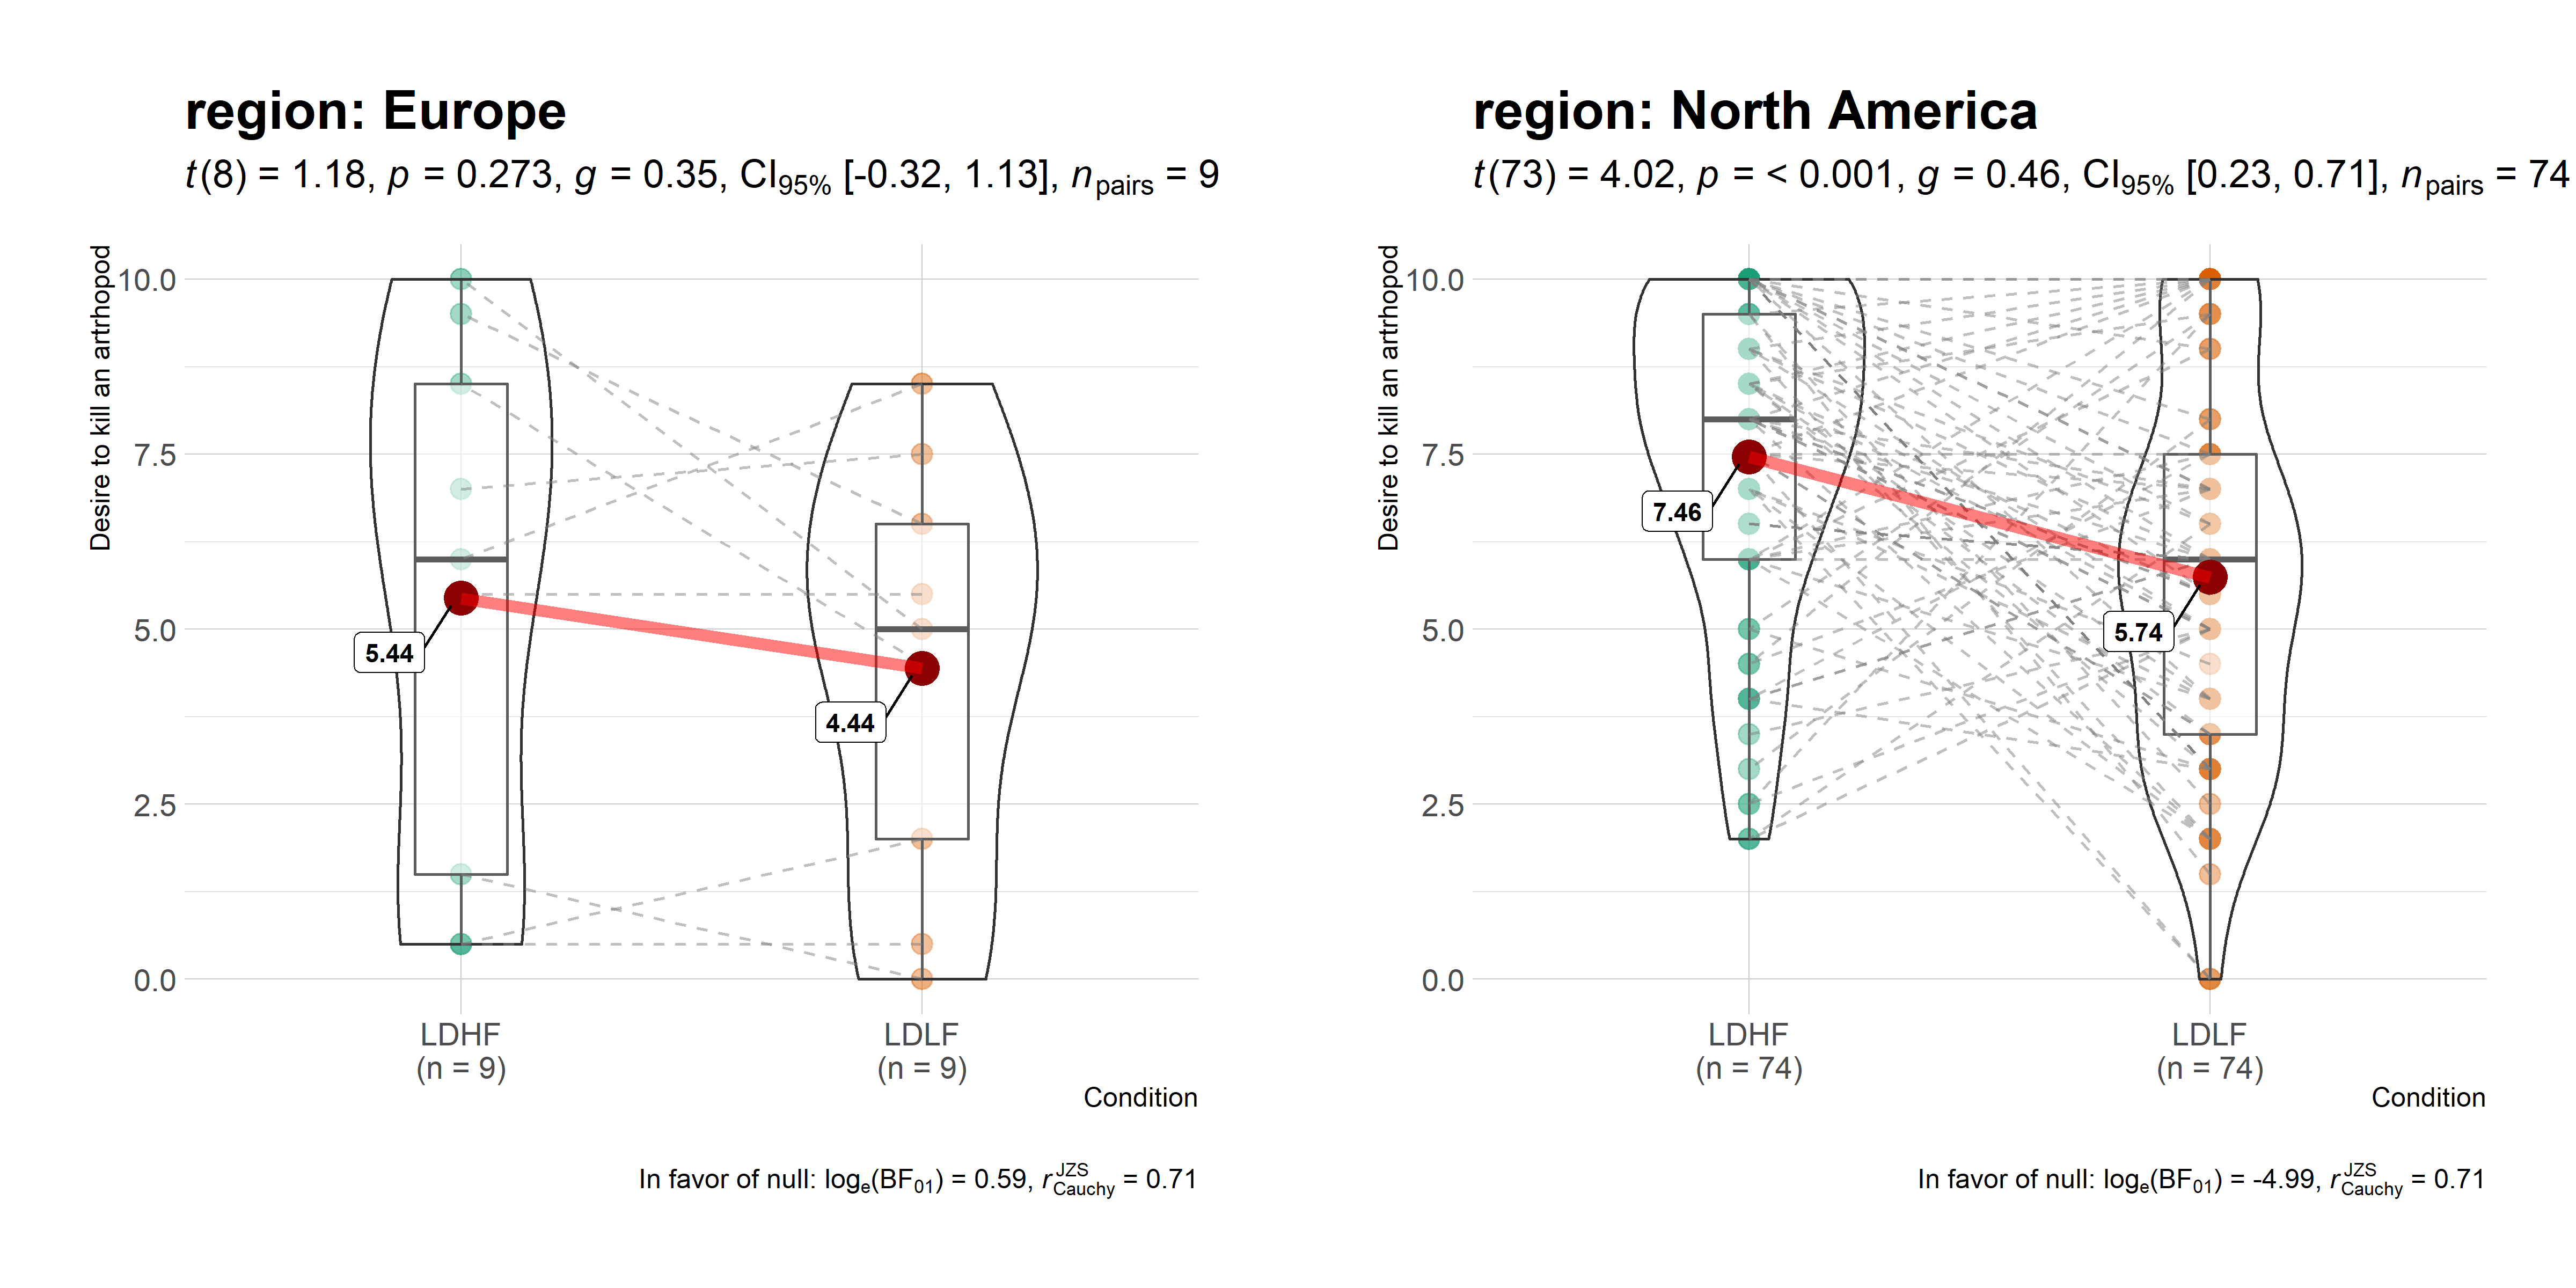 region: Europe
t(8) = 1.18, p = 0.273, g = 0.35, CI95% [-0.32, 1.13], npairs = 9
Desire to kill an artrhopod
10.0
7.5
5.0
2.5
0.0
5.44
4.44
LDHF
(n = 9)
LDLF
(n = 9)
Condition
In favor of null: loge(BF01) = 0.59, rJZSCauchy = 0.71
region: North America
t(73) = 4.02, p = < 0.001, g = 0.46, CI95% [0.23, 0.71], npairs = 74
Desire to kill an artrhopod
10.0
7.5
5.0
2.5
0.0
7.46
5.74
LDHF
(n = 74)
LDLF
(n = 74)
Condition
In favor of null: loge(BF01) = -4.99, rJZSCauchy = 0.71